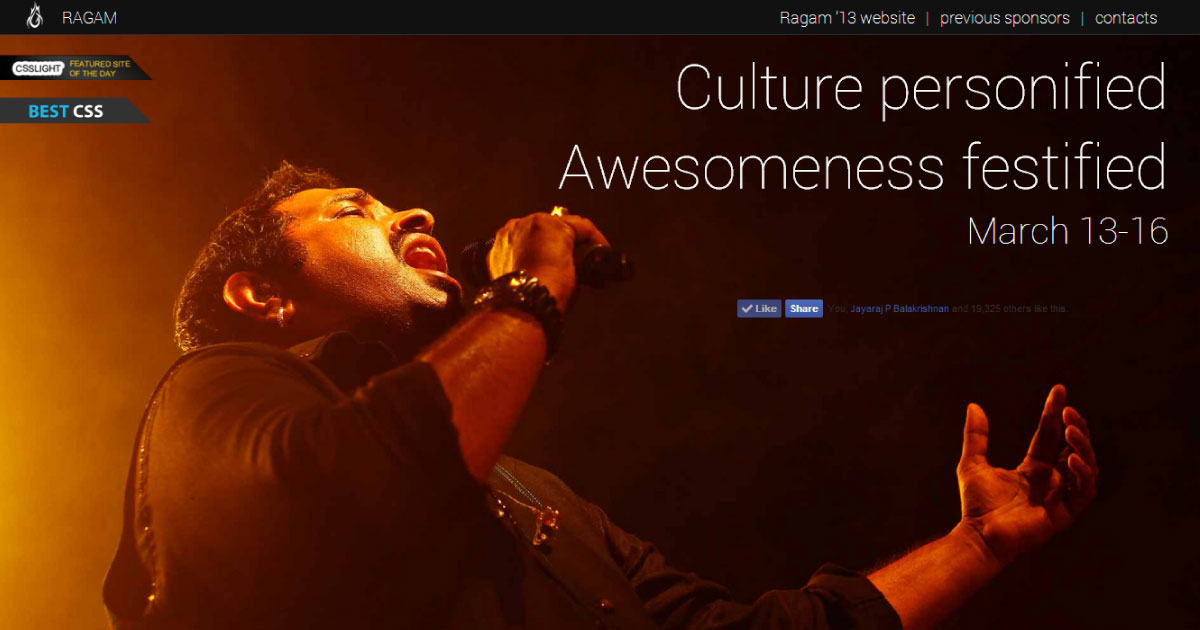 RAGAM
Ragam '13 website | previous sponsors | contacts
CSSLIGHT FEATURED SITE
OF THE DAY
BEST CSS
Culture personified
Awesomeness festified
March 13-16
Like Share You, Jayaraj P Balakrishnan and 19,325 others like this.